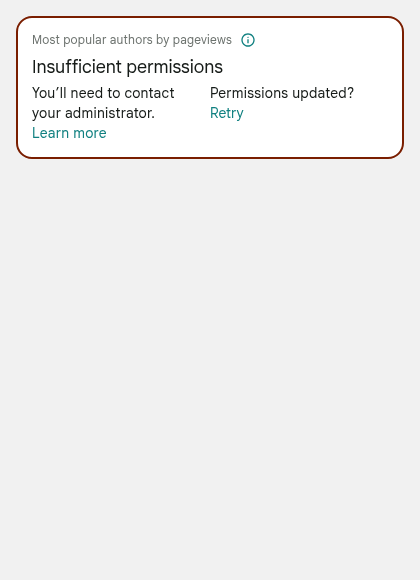 Most popular authors by pageviews
Insufficient permissions
You’ll need to contact
your administrator.
Learn more
Permissions updated?
Retry